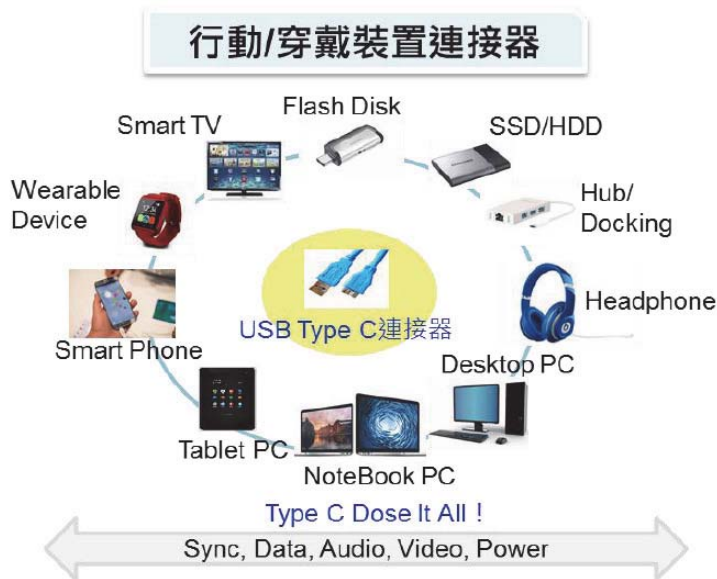 行動/穿戴裝置連接器
Flash Disk
Smart TV
SSD/HDD
Wearable
Device
Hub/
Docking
Headphone
USB Type C連接器
Smart Phone
Desktop PC
Tablet PC
NoteBook PC
Type C Dose It All！
Sync, Data, Audio, Video, Power